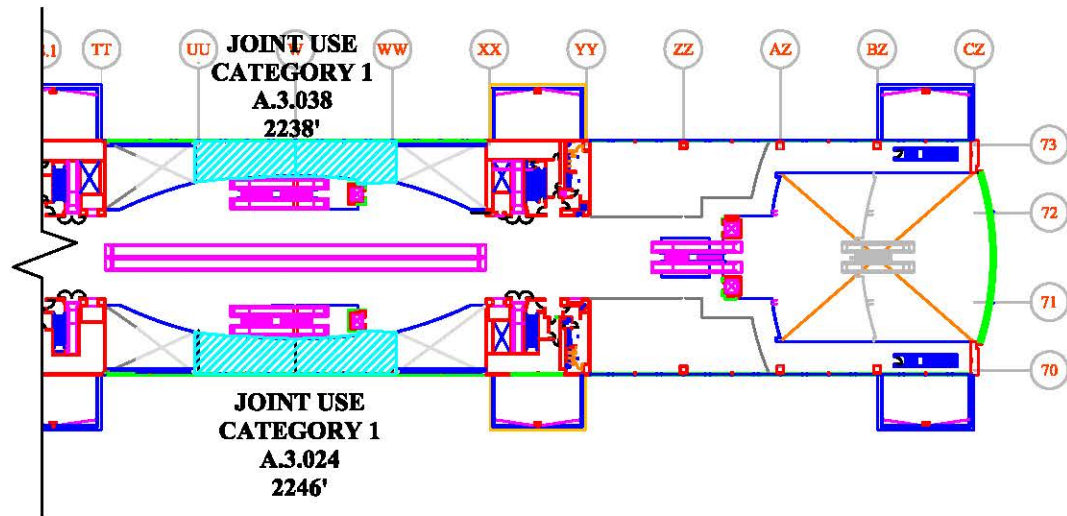 .1
TT
UU
W
WW
XX
YY
ZZ
AZ
BZ
CZ
JOINT USE
CATEGORY 1
A.3.038
2238'
73
72
71
70
JOINT USE
CATEGORY 1
A.3.024
2246'